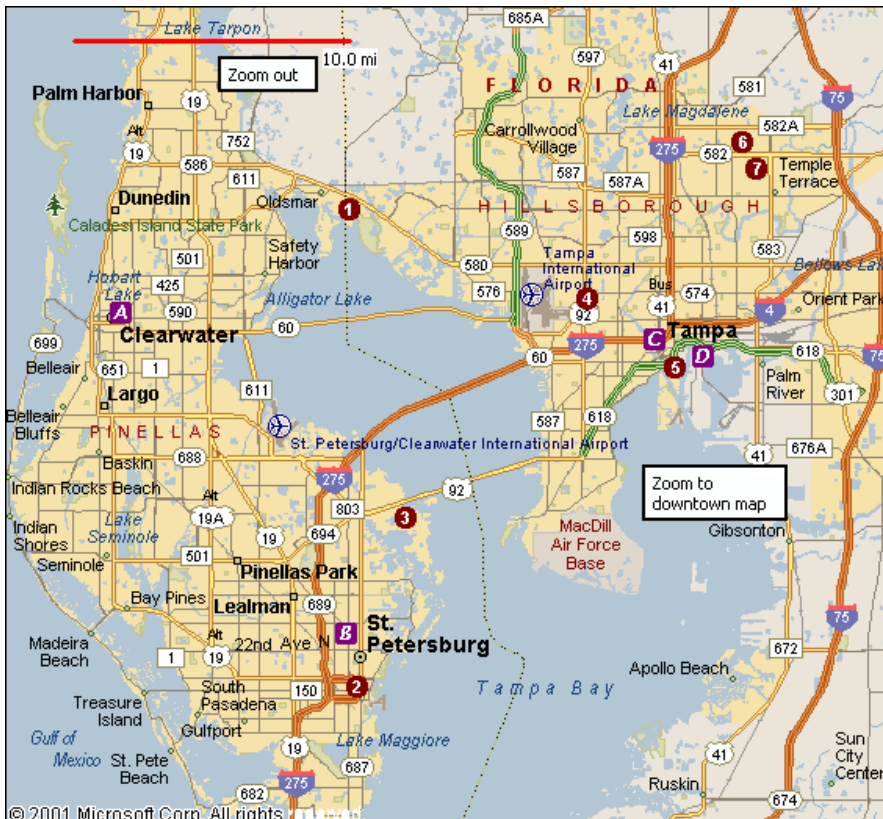 Lake Tarpon
10.0 mi
Zoom out
685A
41
597
FLORIDA
581
75
Palm Harbor
19
Lake Magdalene
Alt
19
752
Carrollwood
Village
275
582A
582
6
7
586
611
587
587A
Temple
Terrace
Dunedin
Oldsmar
1
HILLSBOROUGH
Caladesi Island State Park
589
598
583
Safety
Harbor
501
Tampa
International
Airport
580
Bellows Lake
425
576
Bus
41
574
Hobart
Lake
Alligator Lake
4
92
4
Orient Park
A
590
Clearwater
60
C
Tampa
D
699
275
60
618
75
651
1
5
Belleair
611
Palm
River
301
Largo
587
618
Belleair
Bluffs
PINELLAS
St. Petersburg/Clearwater International Airport
676A
688
41
Baskin
275
92
Zoom to
downtown map
Indian Rocks Beach
Alt
19A
803
3
Indian
Shores
Lake
Seminole
19
694
MacDill
Air Force
Base
Gibsonton
501
Seminole
Pinellas Park
Bay Pines
Lealman
689
B
St.
Petersburg
75
Madeira
Beach
Alt
19
22nd Ave N
1
672
South
Pasadena
150
2
Tampa Bay
Apollo Beach
Treasure
Island
Gulfport
Gulf of
Mexico
19
Lake Maggiore
41
Sun
City
Center
St. Pete
Beach
687
275
Ruskin
682
674
© 2001 Microsoft Corp. All rights reserved